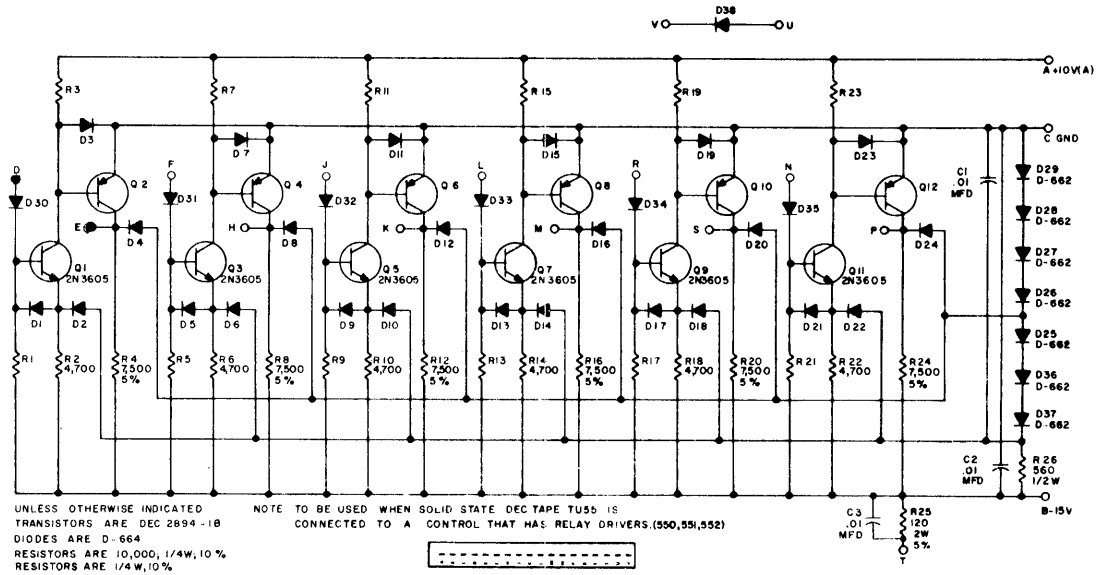 D38
V U
A +10V(A)
R3 R7 R11 R15 R19 R23
C GND
D3 D7 D11 D15 D19 D23
D F J L R N
Q2 Q4 Q6 Q8 Q10 Q12
C1 .01 MFD
D29 D-662
D30 D31 D32 D33 D34 D35
D28 D-662
E D4 H D8 K D12 M D16 S D20 P D24
D27 D-662
Q1 2N3605 Q3 2N3605 Q5 2N3605 Q7 2N3605 Q9 2N3605 Q11 2N3605
D26 D-662
D1 D2 D5 D6 D9 D10 D13 D14 D17 D18 D21 D22
D25 D-662
R1 R2 4,700 R4 7,500 5% R5 R6 4,700 R8 7,500 5% R9 R10 4,700 R12 7,500 5% R13 R14 4,700 R16 7,500 5% R17 R18 4,700 R20 7,500 5% R21 R22 4,700 R24 7,500 5%
D36 D-662
D37 D-662
C2 .01 MFD
R26 560 1/2W
B-15V
UNLESS OTHERWISE INDICATED
TRANSISTORS ARE DEC 2894-1B
DIODES ARE D-664
RESISTORS ARE 10,000; 1/4W; 10%
RESISTORS ARE 1/4W, 10%
NOTE TO BE USED WHEN SOLID STATE DEC TAPE TU55 IS
CONNECTED TO A CONTROL THAT HAS RELAY DRIVERS.(550,551,552)
C3 .01 MFD
R25 120 2W 5%
T